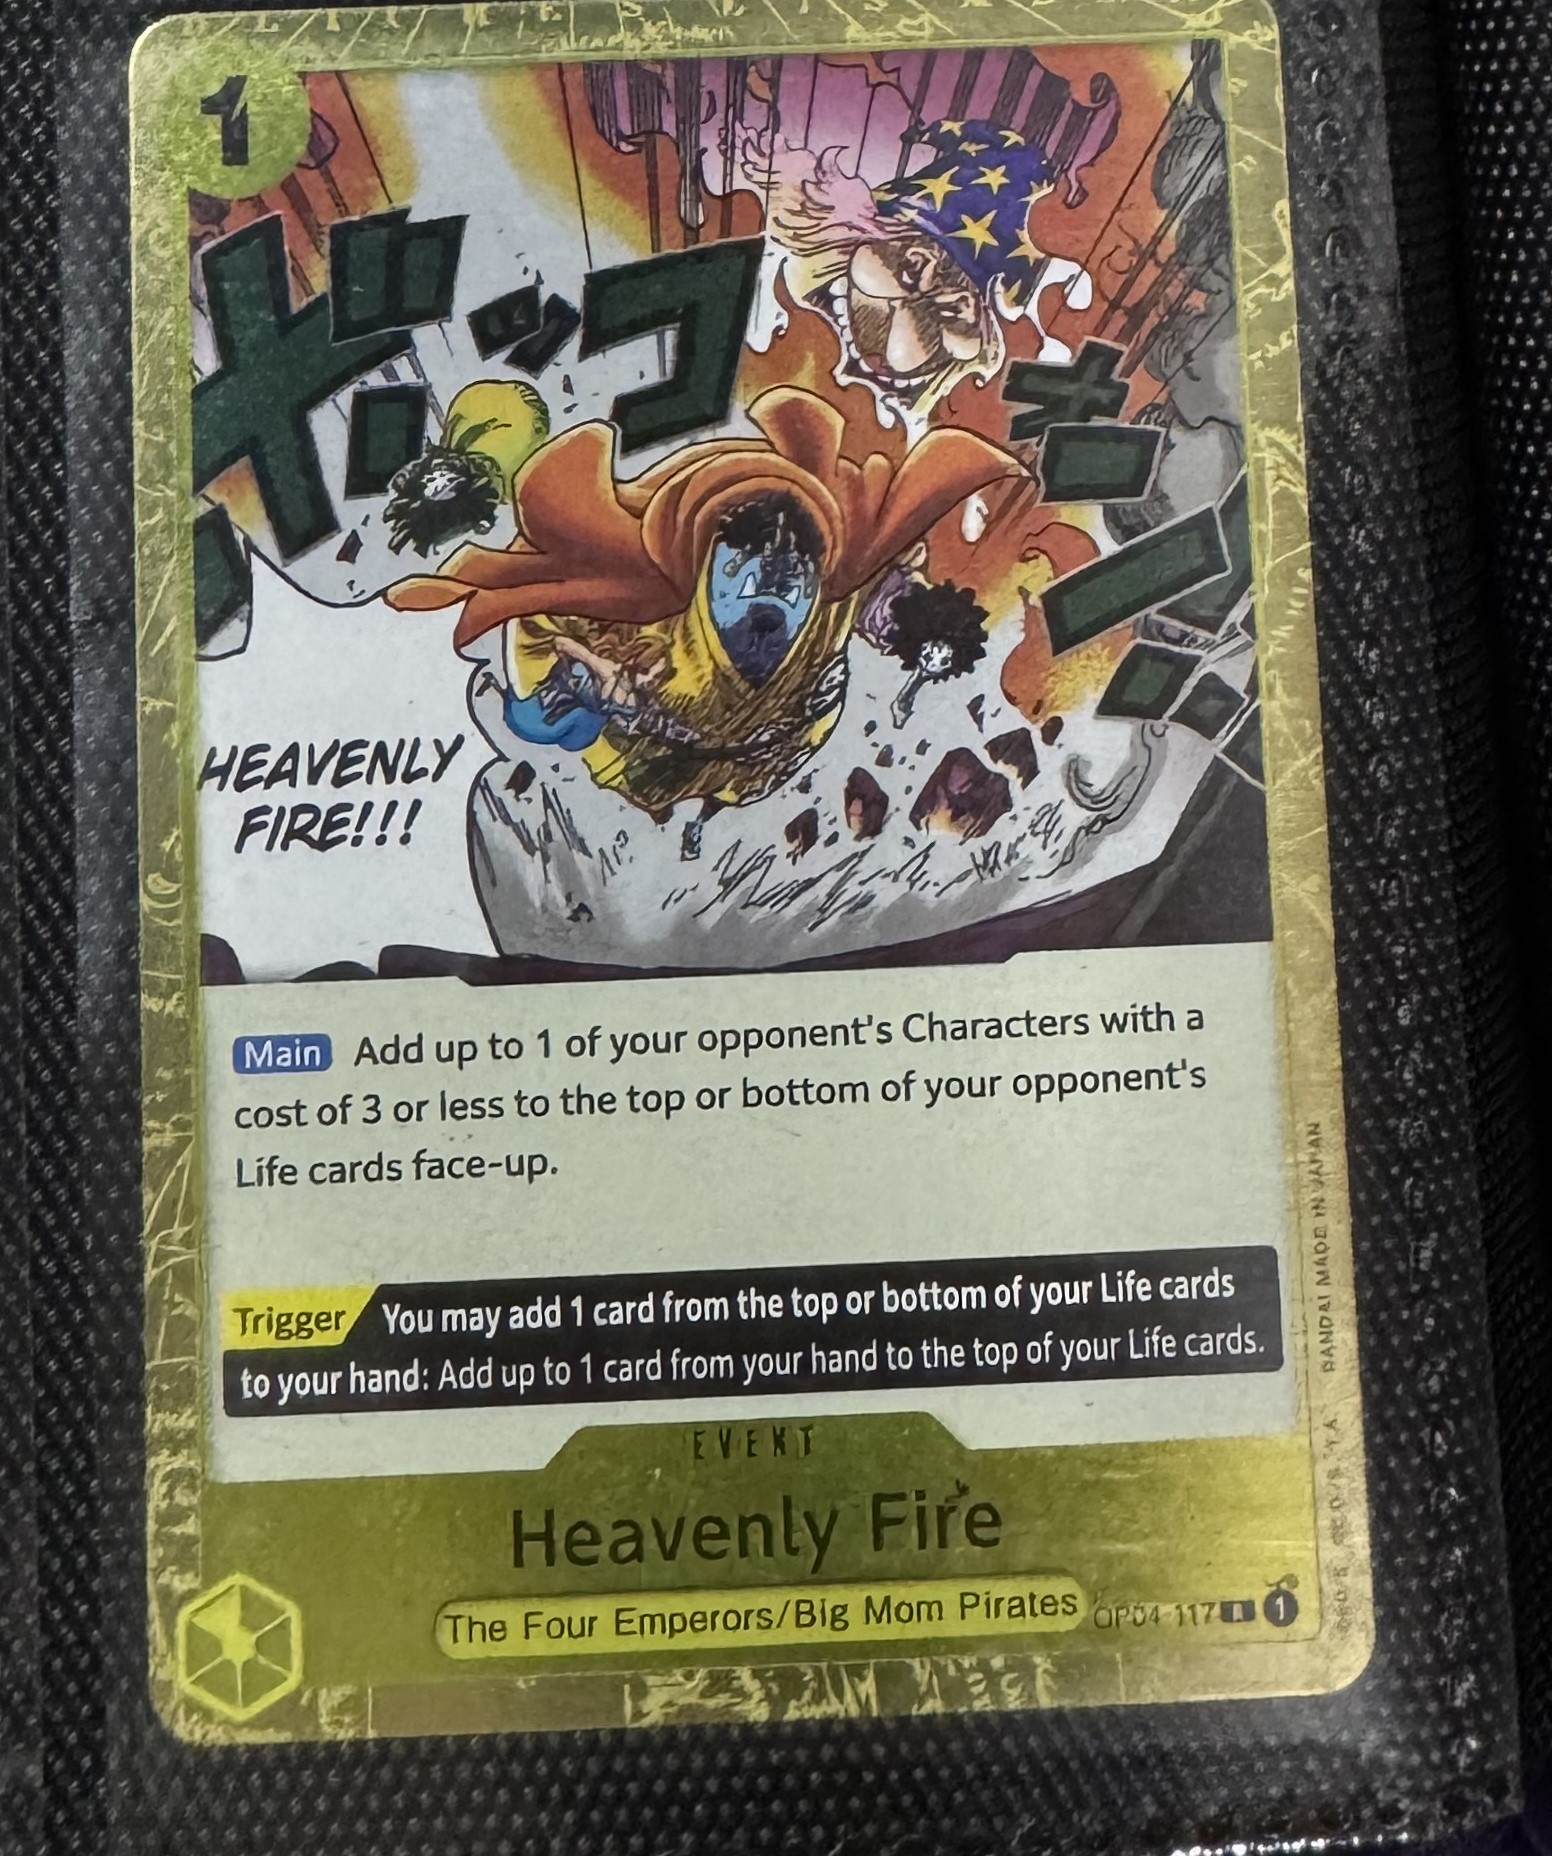 1
ボッコオーン
HEAVENLY
FIRE!!!
Main Add up to 1 of your opponent's Characters with a
cost of 3 or less to the top or bottom of your opponent's
Life cards face-up.
Trigger You may add 1 card from the top or bottom of your Life cards
to your hand: Add up to 1 card from your hand to the top of your Life cards.
EVENT
Heavenly Fire
The Four Emperors/Big Mom Pirates
OP04-117 R 1
BANDAI MADE IN JAPAN